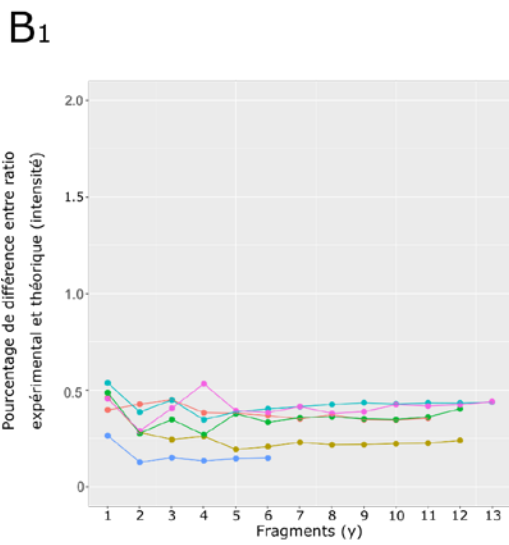 B1
Pourcentage de différence entre ratio
expérimental et théorique (intensité)
2.0
1.5
1.0
0.5
0
1 2 3 4 5 6 7 8 9 10 11 12 13
Fragments (y)